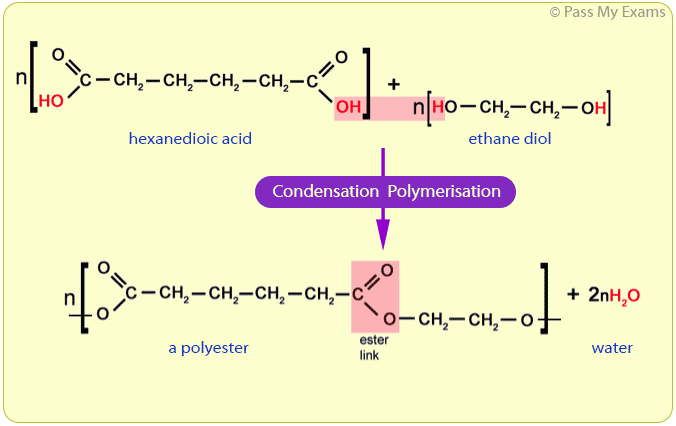 © Pass My Exams
n[ O HO C – CH₂ – CH₂ – CH₂ – CH₂ – C O OH ] + n[HO – CH₂ – CH₂ – OH]
hexanedioic acid
ethane diol
Condensation Polymerisation
n[ O O C – CH₂ – CH₂ – CH₂ – CH₂ – C O O – CH₂ – CH₂ – O ] + 2nH₂O
a polyester
ester
link
water